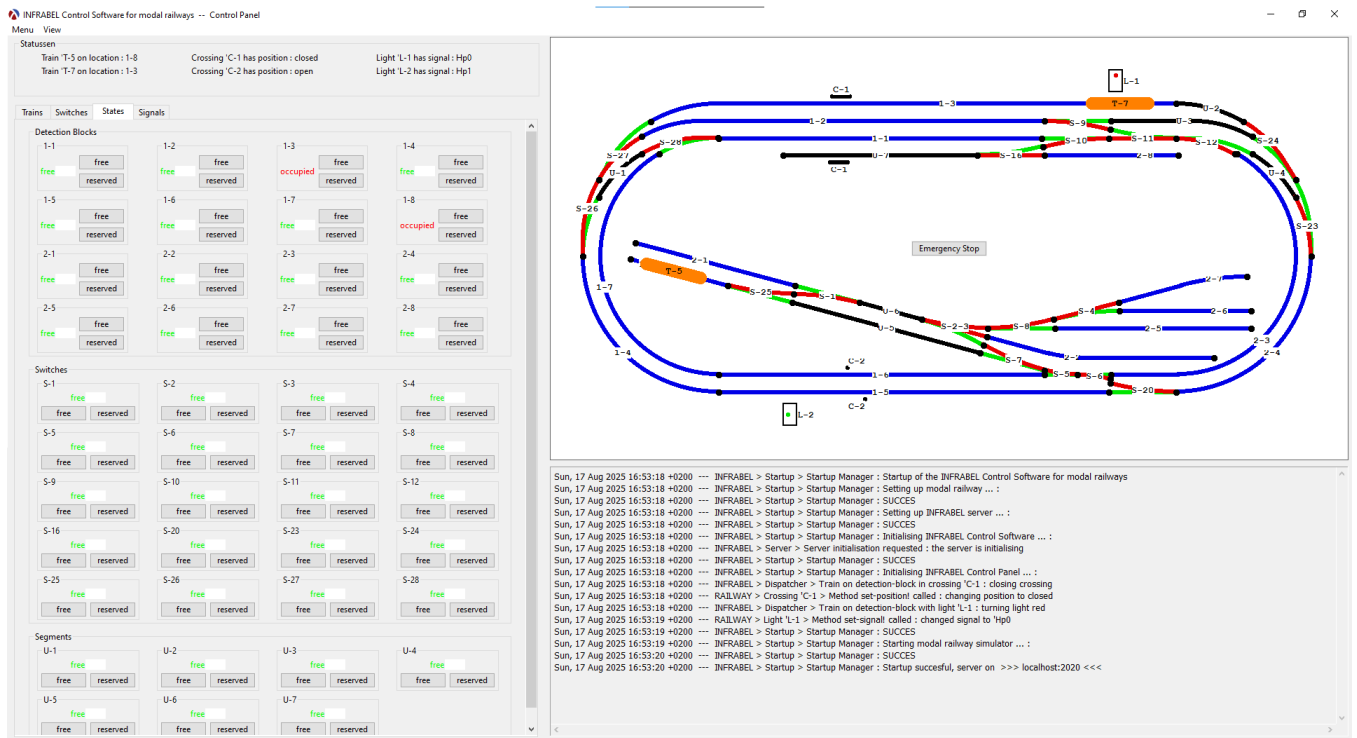 INFRABEL Control Software for modal railways -- Control Panel
Menu View
Statussen
Train 'T-5 on location : 1-8 Crossing 'C-1 has position : closed Light 'L-1 has signal : Hp0
Train 'T-7 on location : 1-3 Crossing 'C-2 has position : open Light 'L-2 has signal : Hp1
Trains Switches States Signals
Detection Blocks
1-1 1-2 1-3 1-4
free free free free occupied free free free
reserved reserved reserved reserved
1-5 1-6 1-7 1-8
free free free free free free occupied free
reserved reserved reserved reserved
2-1 2-2 2-3 2-4
free free free free free free free free
reserved reserved reserved reserved
2-5 2-6 2-7 2-8
free free free free free free free free
reserved reserved reserved reserved
Switches
S-1 S-2 S-3 S-4
free free free free
free reserved free reserved free reserved free reserved
S-5 S-6 S-7 S-8
free free free free
free reserved free reserved free reserved free reserved
S-9 S-10 S-11 S-12
free free free free
free reserved free reserved free reserved free reserved
S-16 S-20 S-23 S-24
free free free free
free reserved free reserved free reserved free reserved
S-25 S-26 S-27 S-28
free free free free
free reserved free reserved free reserved free reserved
Segments
U-1 U-2 U-3 U-4
free free free free
free reserved free reserved free reserved free reserved
U-5 U-6 U-7
free free free
free reserved free reserved free reserved
L-1
C-1
1-3 T-7 U-2
1-2 S-9 U-3
S-28 1-1 S-10 S-11 S-12 S-24
S-27 U-7 S-16 2-8
U-1 C-1 U-4
S-26
S-23
Emergency Stop
2-1
T-5 2-7
1-7 S-25 S-1
U-6 S-4 2-6
U-5 S-2-3 S-8 2-5
2-3
1-4 C-2 S-7 2-2 2-4
1-6 S-5 S-6
1-5 S-20
C-2
L-2
Sun, 17 Aug 2025 16:53:18 +0200 --- INFRABEL > Startup > Startup Manager : Startup of the INFRABEL Control Software for modal railways
Sun, 17 Aug 2025 16:53:18 +0200 --- INFRABEL > Startup > Startup Manager : Setting up modal railway ... :
Sun, 17 Aug 2025 16:53:18 +0200 --- INFRABEL > Startup > Startup Manager : SUCCES
Sun, 17 Aug 2025 16:53:18 +0200 --- INFRABEL > Startup > Startup Manager : Setting up INFRABEL server ... :
Sun, 17 Aug 2025 16:53:18 +0200 --- INFRABEL > Startup > Startup Manager : SUCCES
Sun, 17 Aug 2025 16:53:18 +0200 --- INFRABEL > Startup > Startup Manager : Initialising INFRABEL Control Software ... :
Sun, 17 Aug 2025 16:53:18 +0200 --- INFRABEL > Server > Server initialisation requested : the server is initialising
Sun, 17 Aug 2025 16:53:18 +0200 --- INFRABEL > Startup > Startup Manager : SUCCES
Sun, 17 Aug 2025 16:53:18 +0200 --- INFRABEL > Startup > Startup Manager : Initialising INFRABEL Control Panel ... :
Sun, 17 Aug 2025 16:53:18 +0200 --- INFRABEL > Dispatcher > Train on detection-block in crossing 'C-1 : closing crossing
Sun, 17 Aug 2025 16:53:18 +0200 --- RAILWAY > Crossing 'C-1 > Method set-position! called : changing position to closed
Sun, 17 Aug 2025 16:53:18 +0200 --- INFRABEL > Dispatcher > Train on detection-block with light 'L-1 : turning light red
Sun, 17 Aug 2025 16:53:19 +0200 --- RAILWAY > Light 'L-1 > Method set-signal! called : changed signal to 'Hp0
Sun, 17 Aug 2025 16:53:19 +0200 --- INFRABEL > Startup > Startup Manager : SUCCES
Sun, 17 Aug 2025 16:53:19 +0200 --- INFRABEL > Startup > Startup Manager : Starting modal railway simulator ... :
Sun, 17 Aug 2025 16:53:20 +0200 --- INFRABEL > Startup > Startup Manager : SUCCES
Sun, 17 Aug 2025 16:53:20 +0200 --- INFRABEL > Startup > Startup Manager : Startup succesful, server on >>> localhost:2020 <<<